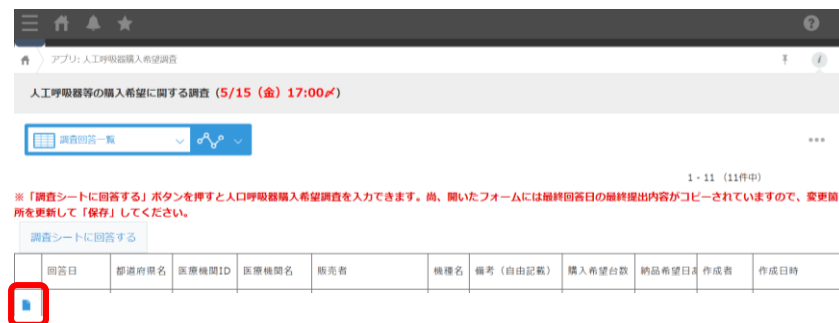 アプリ: 人工呼吸器購入希望調査
人工呼吸器等の購入希望に関する調査（5/15（金）17:00〆）
調査回答一覧
1 - 11 （11件中）
※「調査シートに回答する」ボタンを押すと人口呼吸器購入希望調査を入力できます。尚、開いたフォームには最終回答日の最終提出内容がコピーされていますので、変更箇
所を更新して「保存」してください。
調査シートに回答する
回答日 都道府県名 医療機関ID 医療機関名 販売者 機種名 備考（自由記載） 購入希望台数 納品希望日 作成者 作成日時